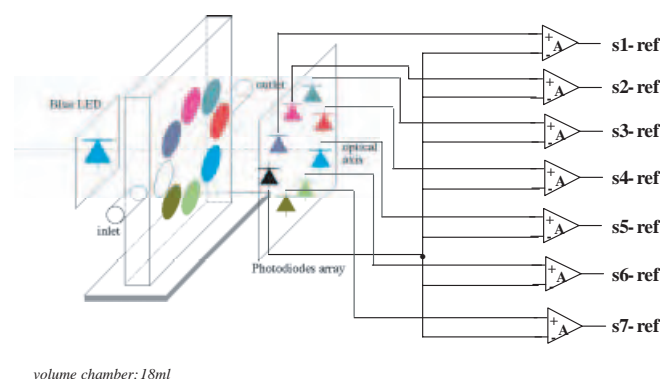 outlet
Blue LED
optical
axis
inlet
Photodiodes array
volume chamber: 18ml
+
-
A
s1- ref
+
-
A
s2- ref
+
-
A
s3- ref
+
-
A
s4- ref
+
-
A
s5- ref
+
-
A
s6- ref
+
-
A
s7- ref